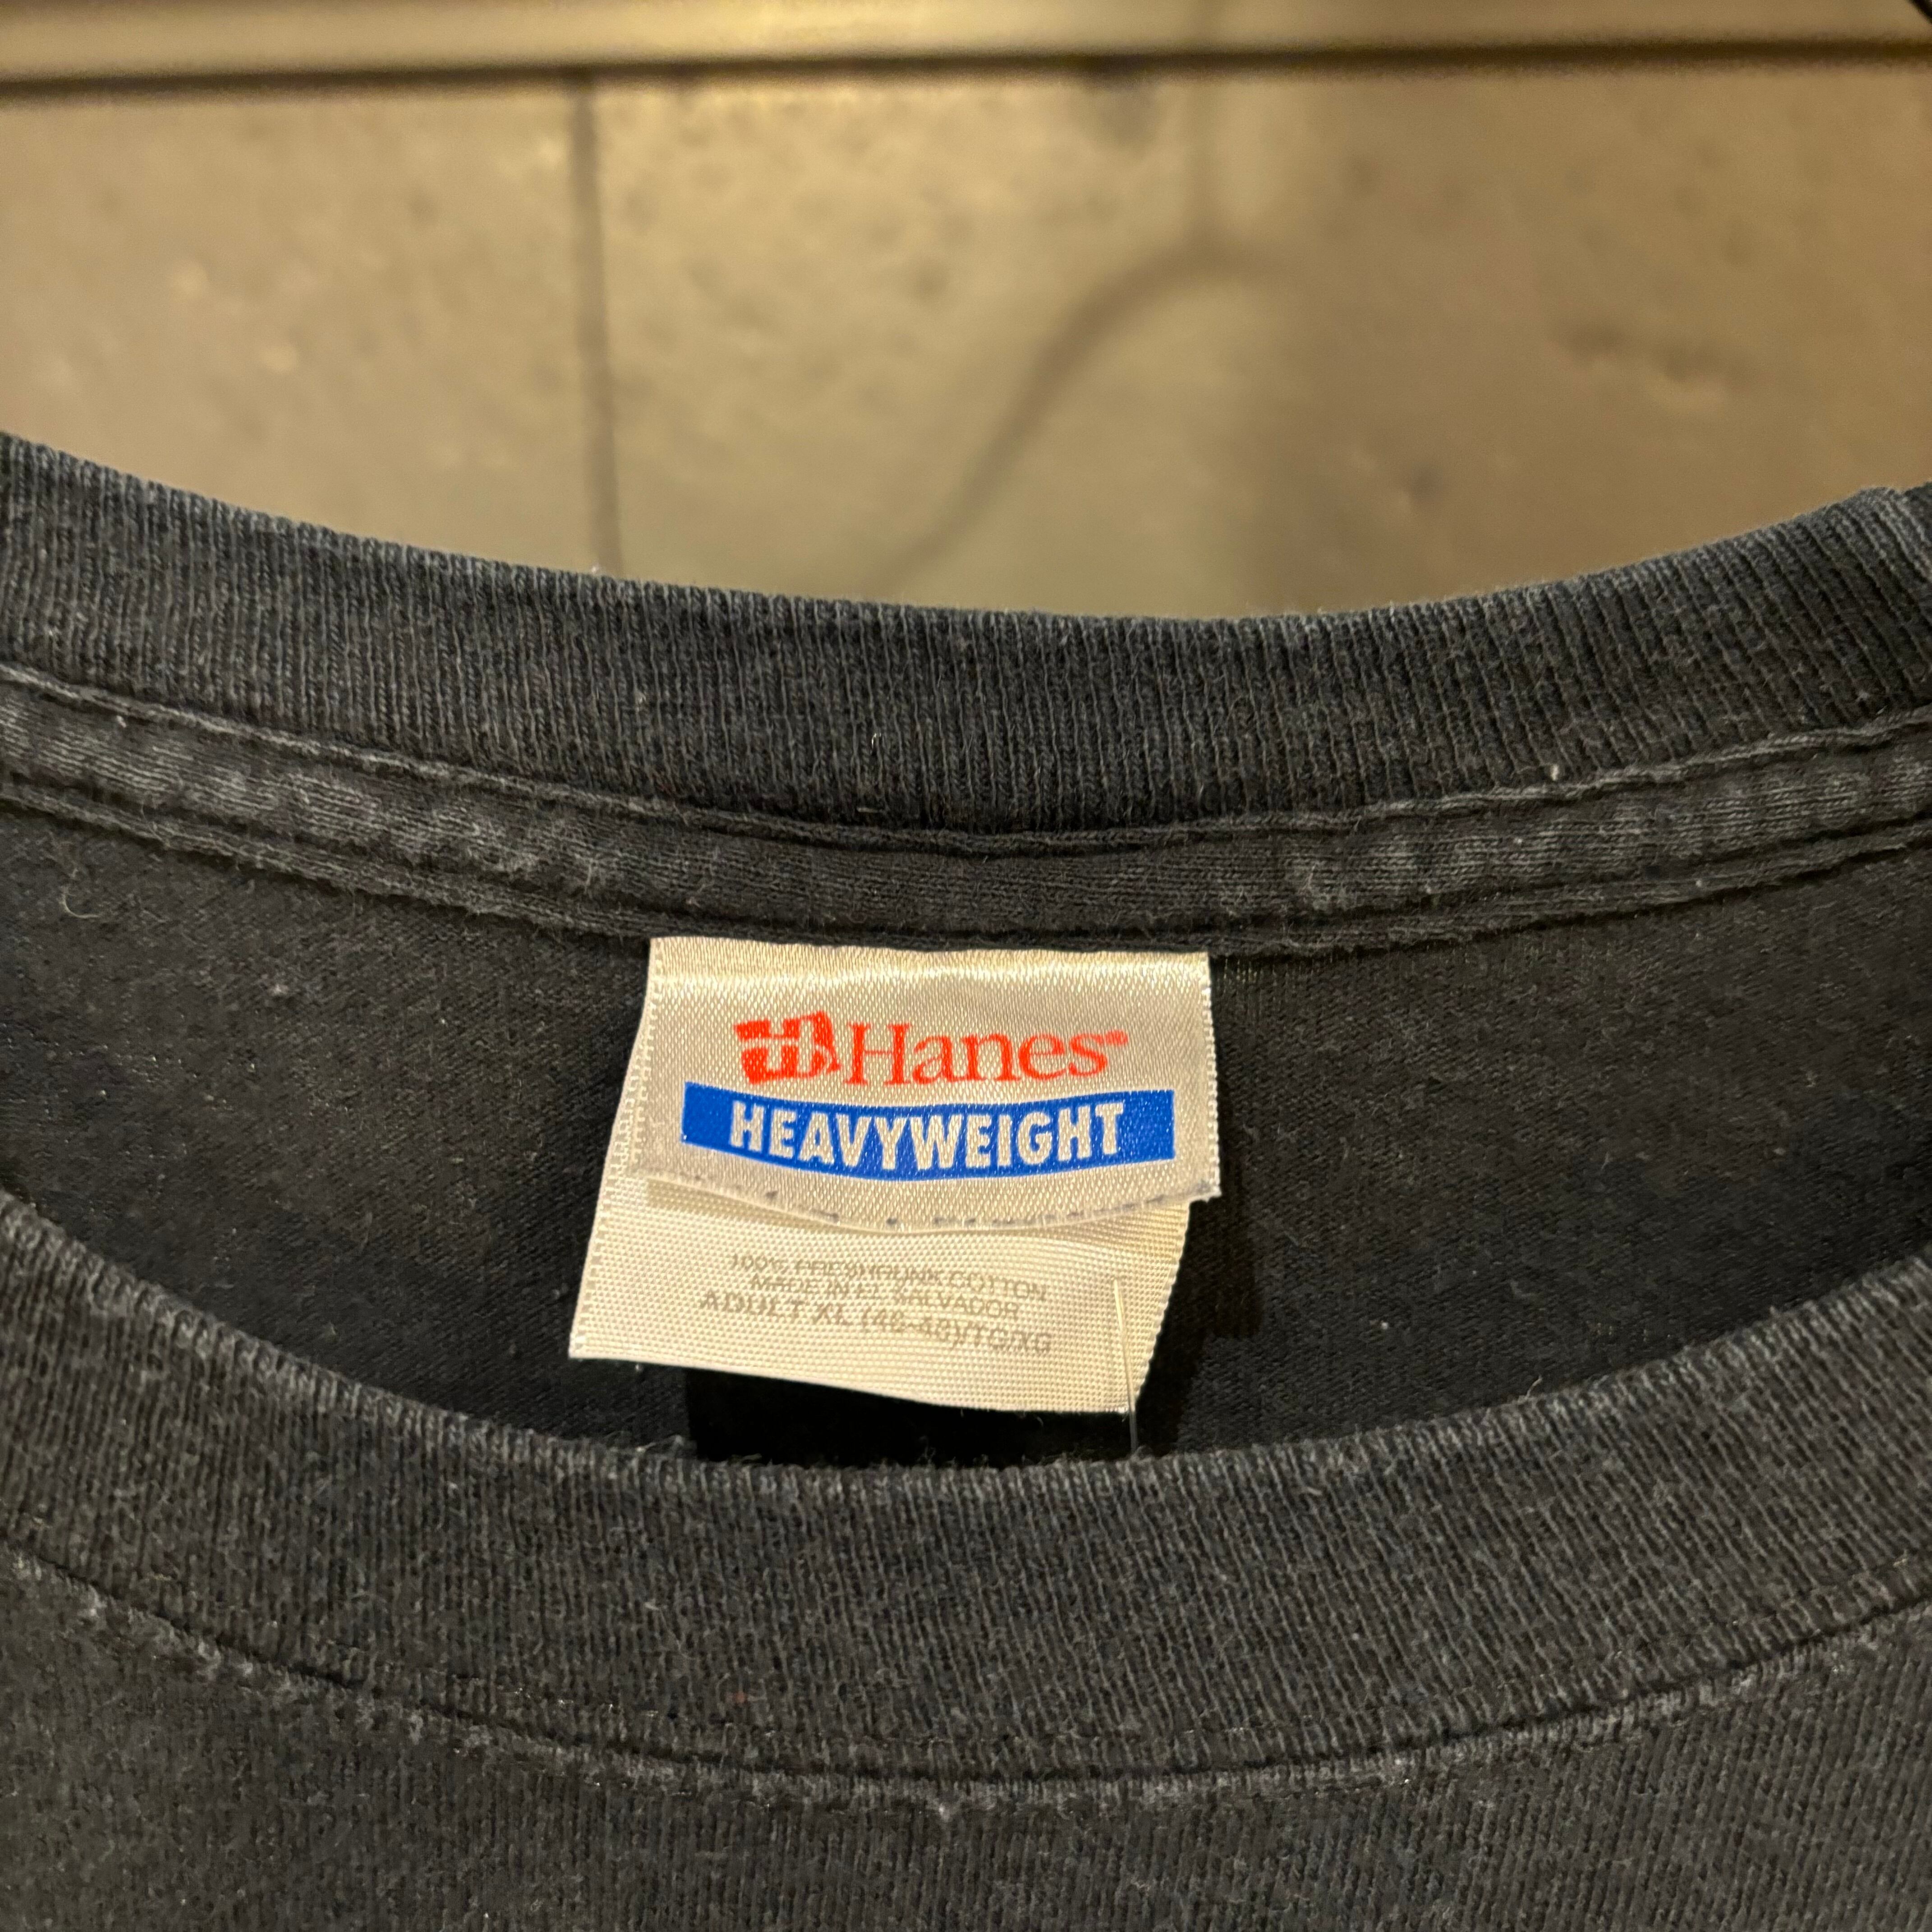 Hanes®
HEAVYWEIGHT
100% PRESHRUNK COTTON
MADE IN EL SALVADOR
ADULT XL (46-48)/TG/XG